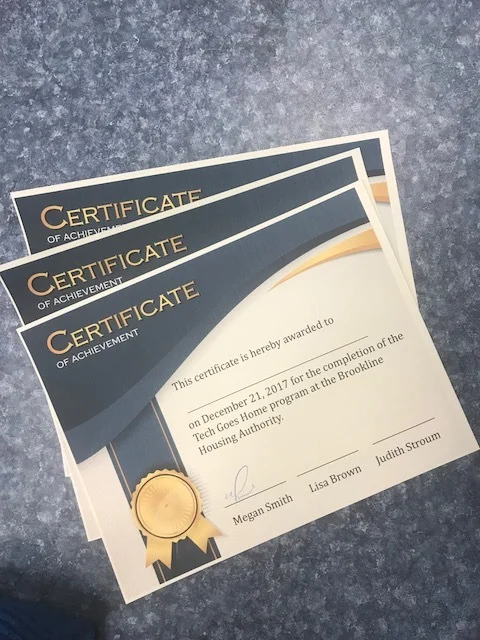 CERTIFICATE
OF ACHIEVEM
CERTIFICATE
OF ACHIEVEMENT
CERTIFICATE
OF ACHIEVEMENT
This certificate is hereby awarded to
on December 21, 2017 for the completion of the
Tech Goes Home program at the Brookline
Housing Authority.
Megan Smith Lisa Brown Judith Stroum